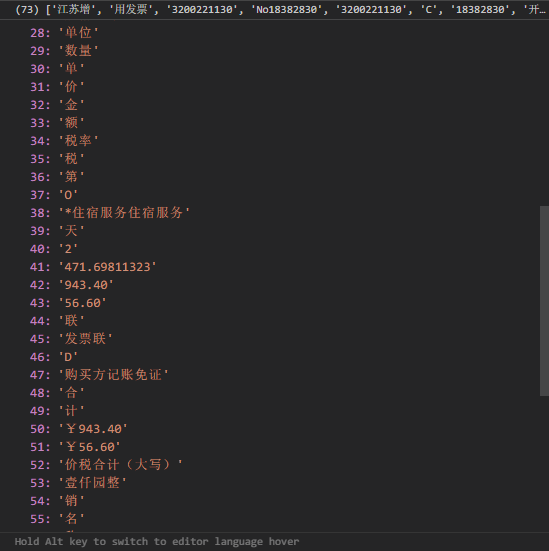 (73) ['江苏增', '用发票', '3200221130', 'No18382830', '3200221130', 'C', '18382830', '开…
28: '单位'
29: '数量'
30: '单'
31: '价'
32: '金'
33: '额'
34: '税率'
35: '税'
36: '第'
37: 'O'
38: '*住宿服务住宿服务'
39: '天'
40: '2'
41: '471.69811323'
42: '943.40'
43: '56.60'
44: '联'
45: '发票联'
46: 'D'
47: '购买方记账免证'
48: '合'
49: '计'
50: '￥943.40'
51: '￥56.60'
52: '价税合计（大写）'
53: '壹仟园整'
54: '销'
55: '名'
Hold Alt key to switch to editor language hover